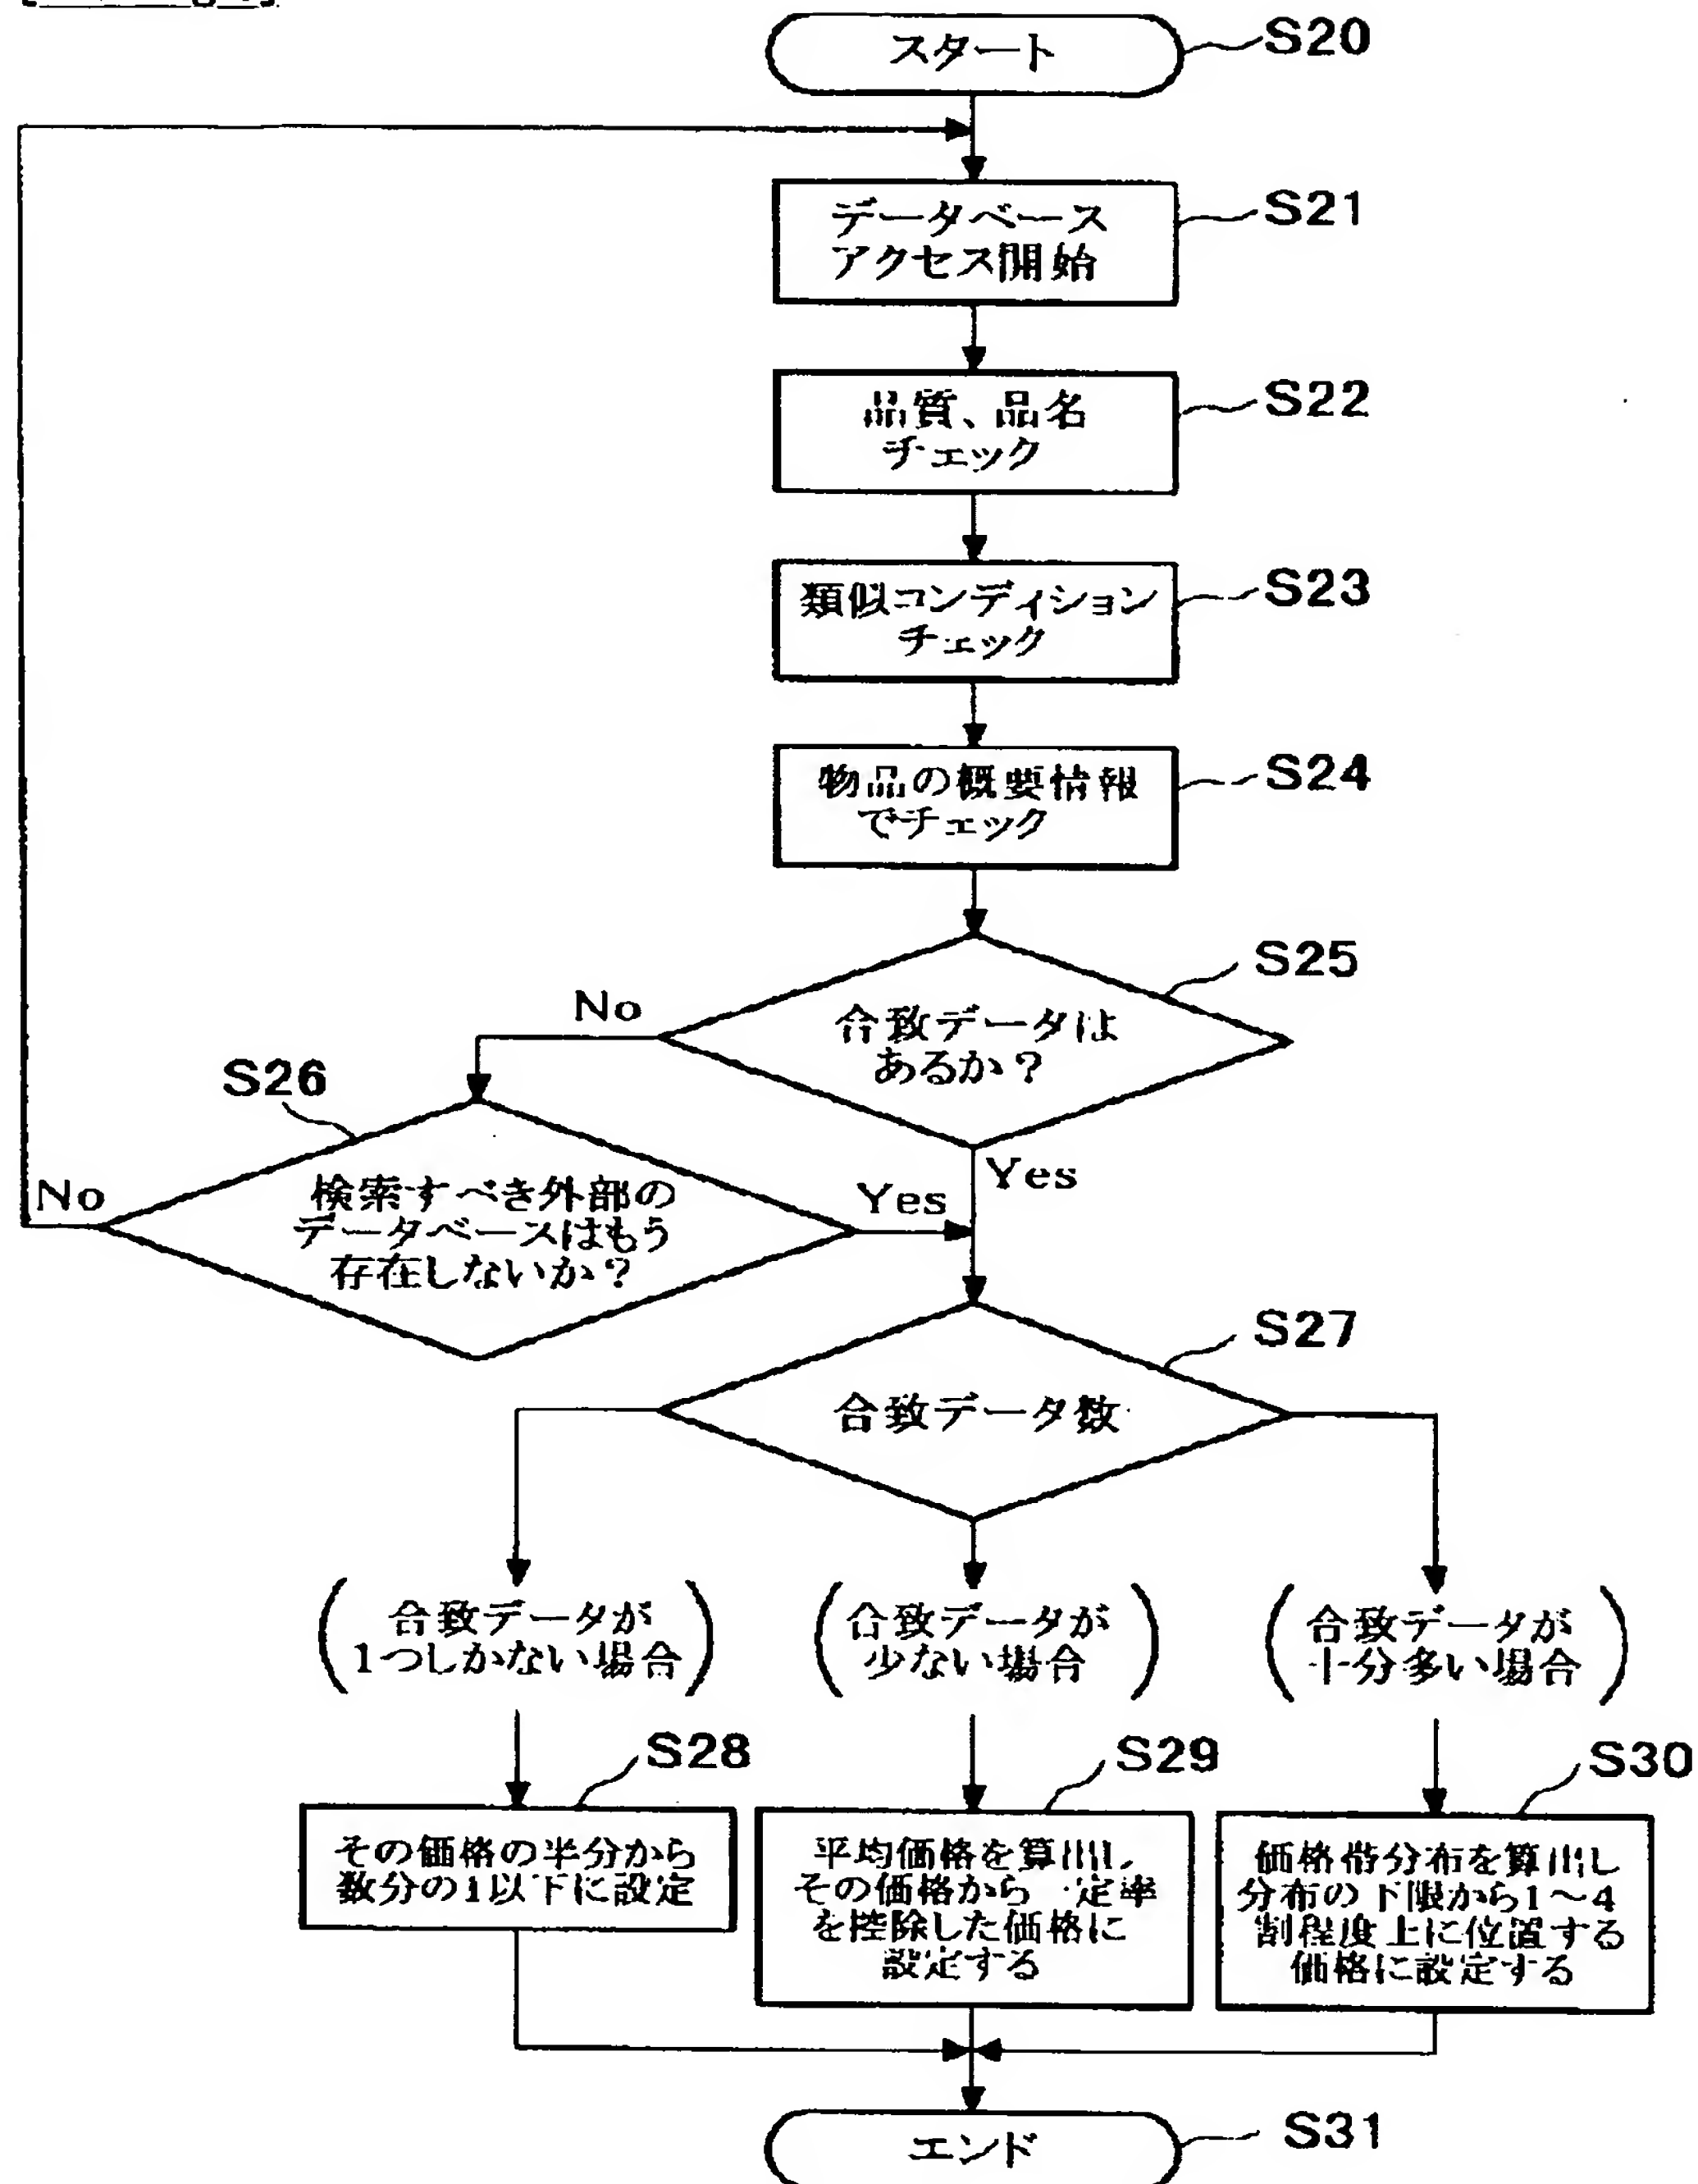 スタート
S20
データベース
アクセス開始
S21
品質、品名
チェック
S22
類似コンディション
チェック
S23
物品の概要情報
でチェック
S24
合致データは
あるか?
S25
No
Yes
S26
検索すべき外部の
データベースはもう
存在しないか?
No
Yes
合致データ数
S27
合致データが
1つしかない場合
合致データが
少ない場合
合致データが
十分多い場合
S28
その価格の半分から
数分の1以下に設定
S29
平均価格を算出し
その価格から一定率
を控除した価格に
設定する
S30
価格帯分布を算出し
分布の下限から1~4
割程度上に位置する
価格に設定する
エンド
S31